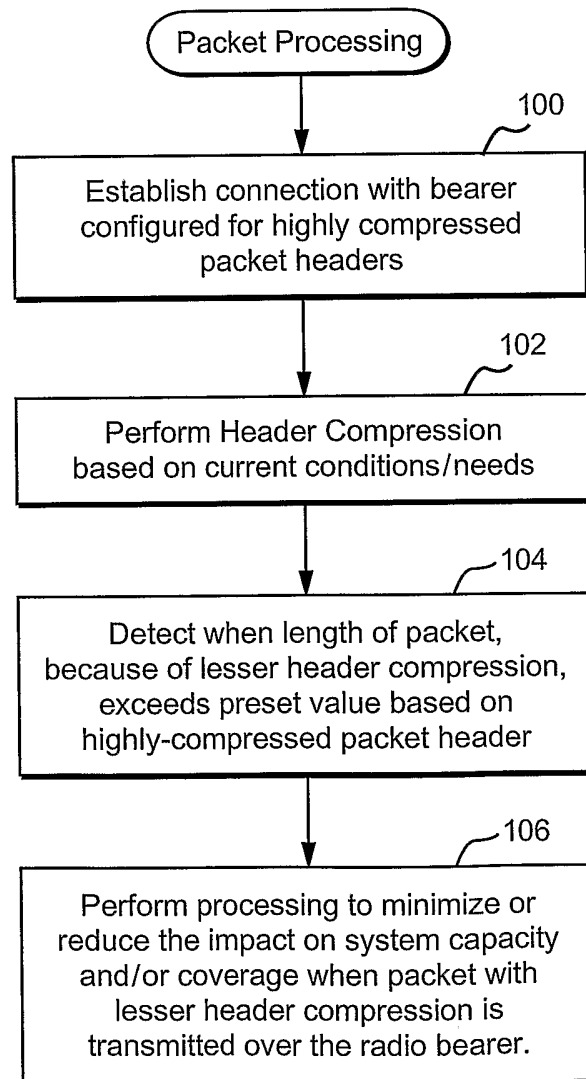 Packet Processing
100
Establish connection with bearer
configured for highly compressed
packet headers
102
Perform Header Compression
based on current conditions/needs
104
Detect when length of packet,
because of lesser header compression,
exceeds preset value based on
highly-compressed packet header
106
Perform processing to minimize or
reduce the impact on system capacity
and/or coverage when packet with
lesser header compression is
transmitted over the radio bearer.